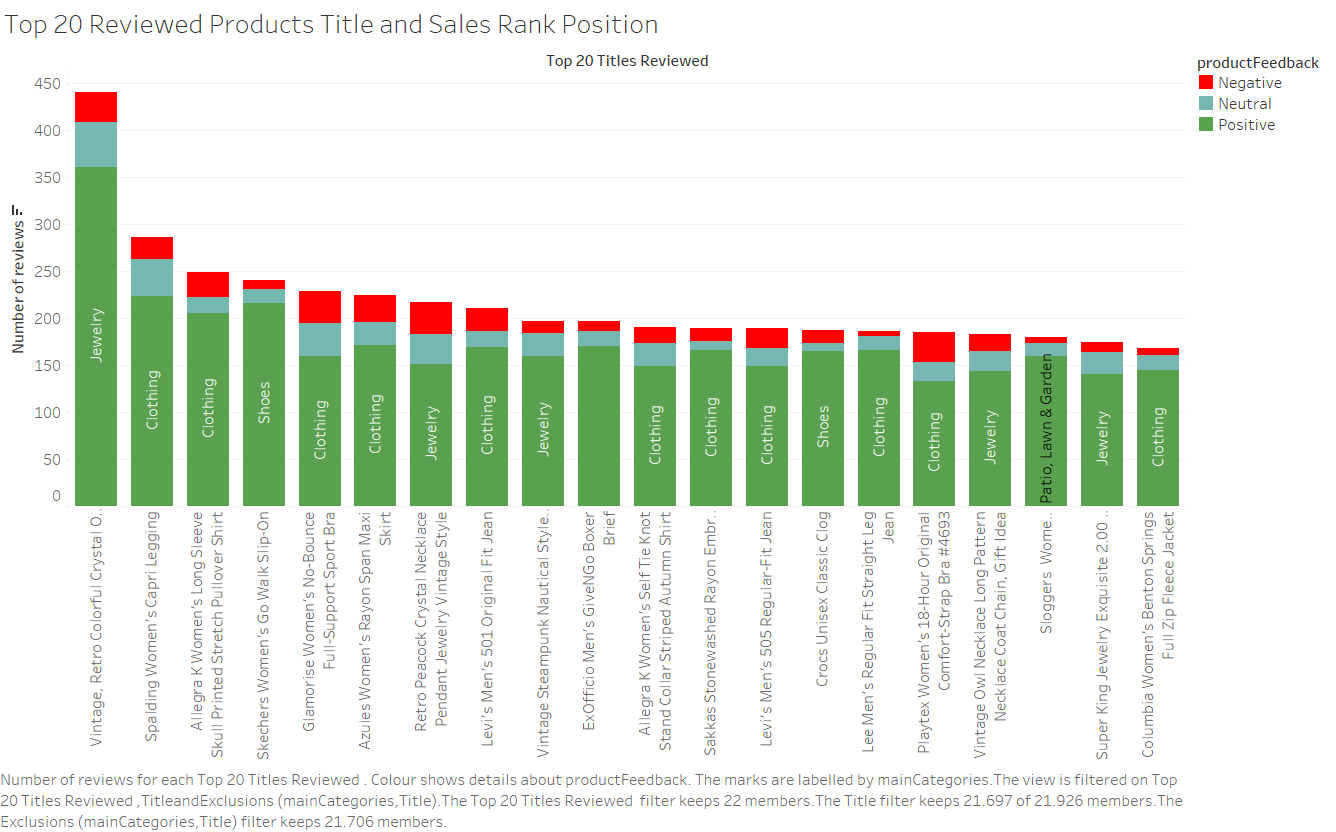 Top 20 Reviewed Products Title and Sales Rank Position
Top 20 Titles Reviewed
productFeedback
Negative
Neutral
Positive
Number of reviews
450
400
350
300
250
200
150
100
50
0
Jewelry
Clothing
Clothing
Shoes
Clothing
Clothing
Jewelry
Clothing
Jewelry
Clothing
Clothing
Clothing
Shoes
Clothing
Clothing
Jewelry
Patio, Lawn & Garden
Jewelry
Clothing
Vintage, Retro Colorful Crystal O..
Spalding Women's Capri Legging
Allegra K Women's Long Sleeve
Skull Printed Stretch Pullover Shirt
Skechers Women's Go Walk Slip-On
Glamorise Women's No-Bounce
Full-Support Sport Bra
Azules Women's Rayon Span Maxi
Skirt
Retro Peacock Crystal Necklace
Pendant Jewelry Vintage Style
Levi's Men's 501 Original Fit Jean
Vintage Steampunk Nautical Style..
ExOfficio Men's GiveNGo Boxer
Brief
Allegra K Women's Self Tie Knot
Stand Collar Striped Autumn Shirt
Sakkas Stonewashed Rayon Embr..
Levi's Men's 505 Regular-Fit Jean
Crocs Unisex Classic Clog
Lee Men's Regular Fit Straight Leg
Jean
Playtex Women's 18-Hour Original
Comfort-Strap Bra #4693
Vintage Owl Necklace Long Pattern
Necklace Coat Chain, Gift Idea
Sloggers Wome..
Super King Jewelry Exquisite 2.00 ..
Columbia Women's Benton Springs
Full Zip Fleece Jacket
Number of reviews for each Top 20 Titles Reviewed . Colour shows details about productFeedback. The marks are labelled by mainCategories.The view is filtered on Top
20 Titles Reviewed ,TitleandExclusions (mainCategories,Title).The Top 20 Titles Reviewed filter keeps 22 members.The Title filter keeps 21.697 of 21.926 members.The
Exclusions (mainCategories,Title) filter keeps 21.706 members.